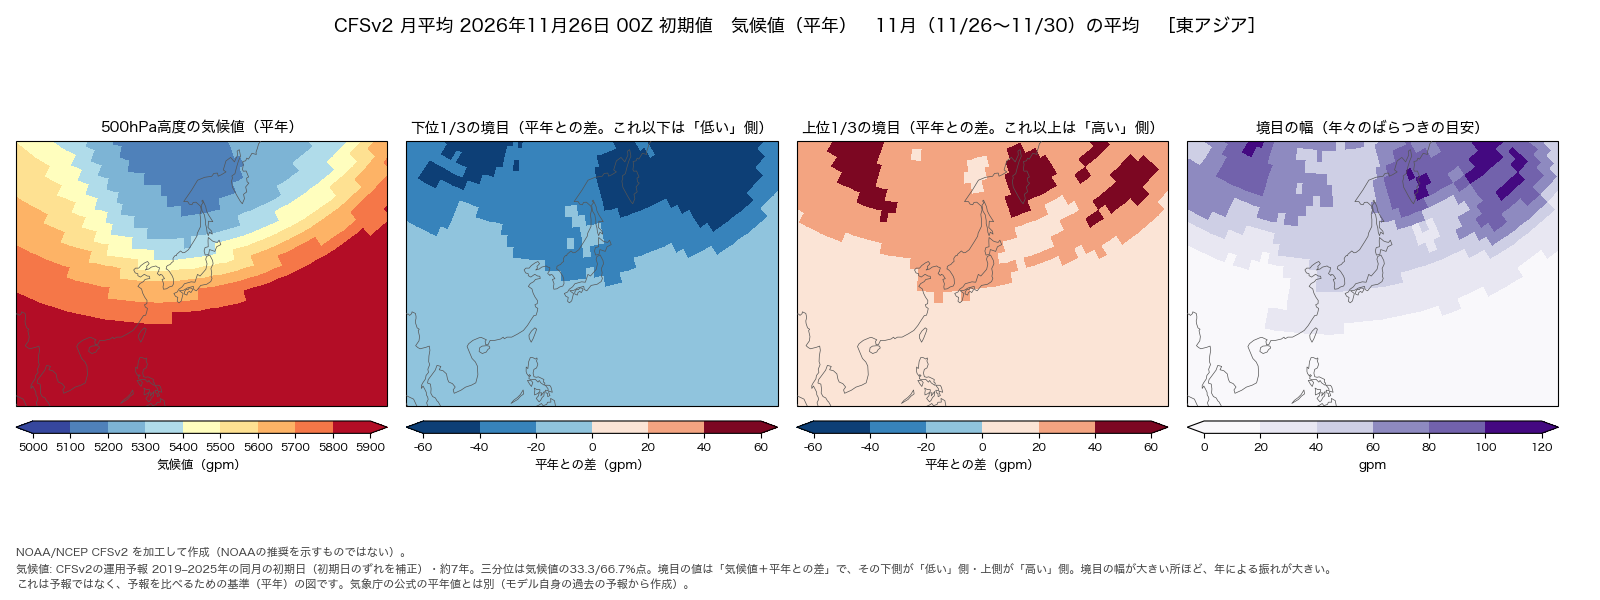 CFSv2 月平均 2026年11月26日 00Z 初期値　気候値（平年）　11月（11/26～11/30）の平均　［東アジア］
500hPa高度の気候値（平年）
下位1/3の境目（平年との差。これ以下は「低い」側）
上位1/3の境目（平年との差。これ以上は「高い」側）
境目の幅（年々のばらつきの目安）
5000 5100 5200 5300 5400 5500 5600 5700 5800 5900
気候値（gpm）
-60 -40 -20 0 20 40 60
平年との差（gpm）
-60 -40 -20 0 20 40 60
平年との差（gpm）
0 20 40 60 80 100 120
gpm
NOAA/NCEP CFSv2 を加工して作成（NOAAの推奨を示すものではない）。
気候値: CFSv2の運用予報 2019–2025年の同月の初期日（初期日のずれを補正）・約7年。三分位は気候値の33.3/66.7%点。境目の値は「気候値＋平年との差」で、その下側が「低い」側・上側が「高い」側。境目の幅が大きい所ほど、年による振れが大きい。
これは予報ではなく、予報を比べるための基準（平年）の図です。気象庁の公式の平年値とは別（モデル自身の過去の予報から作成）。